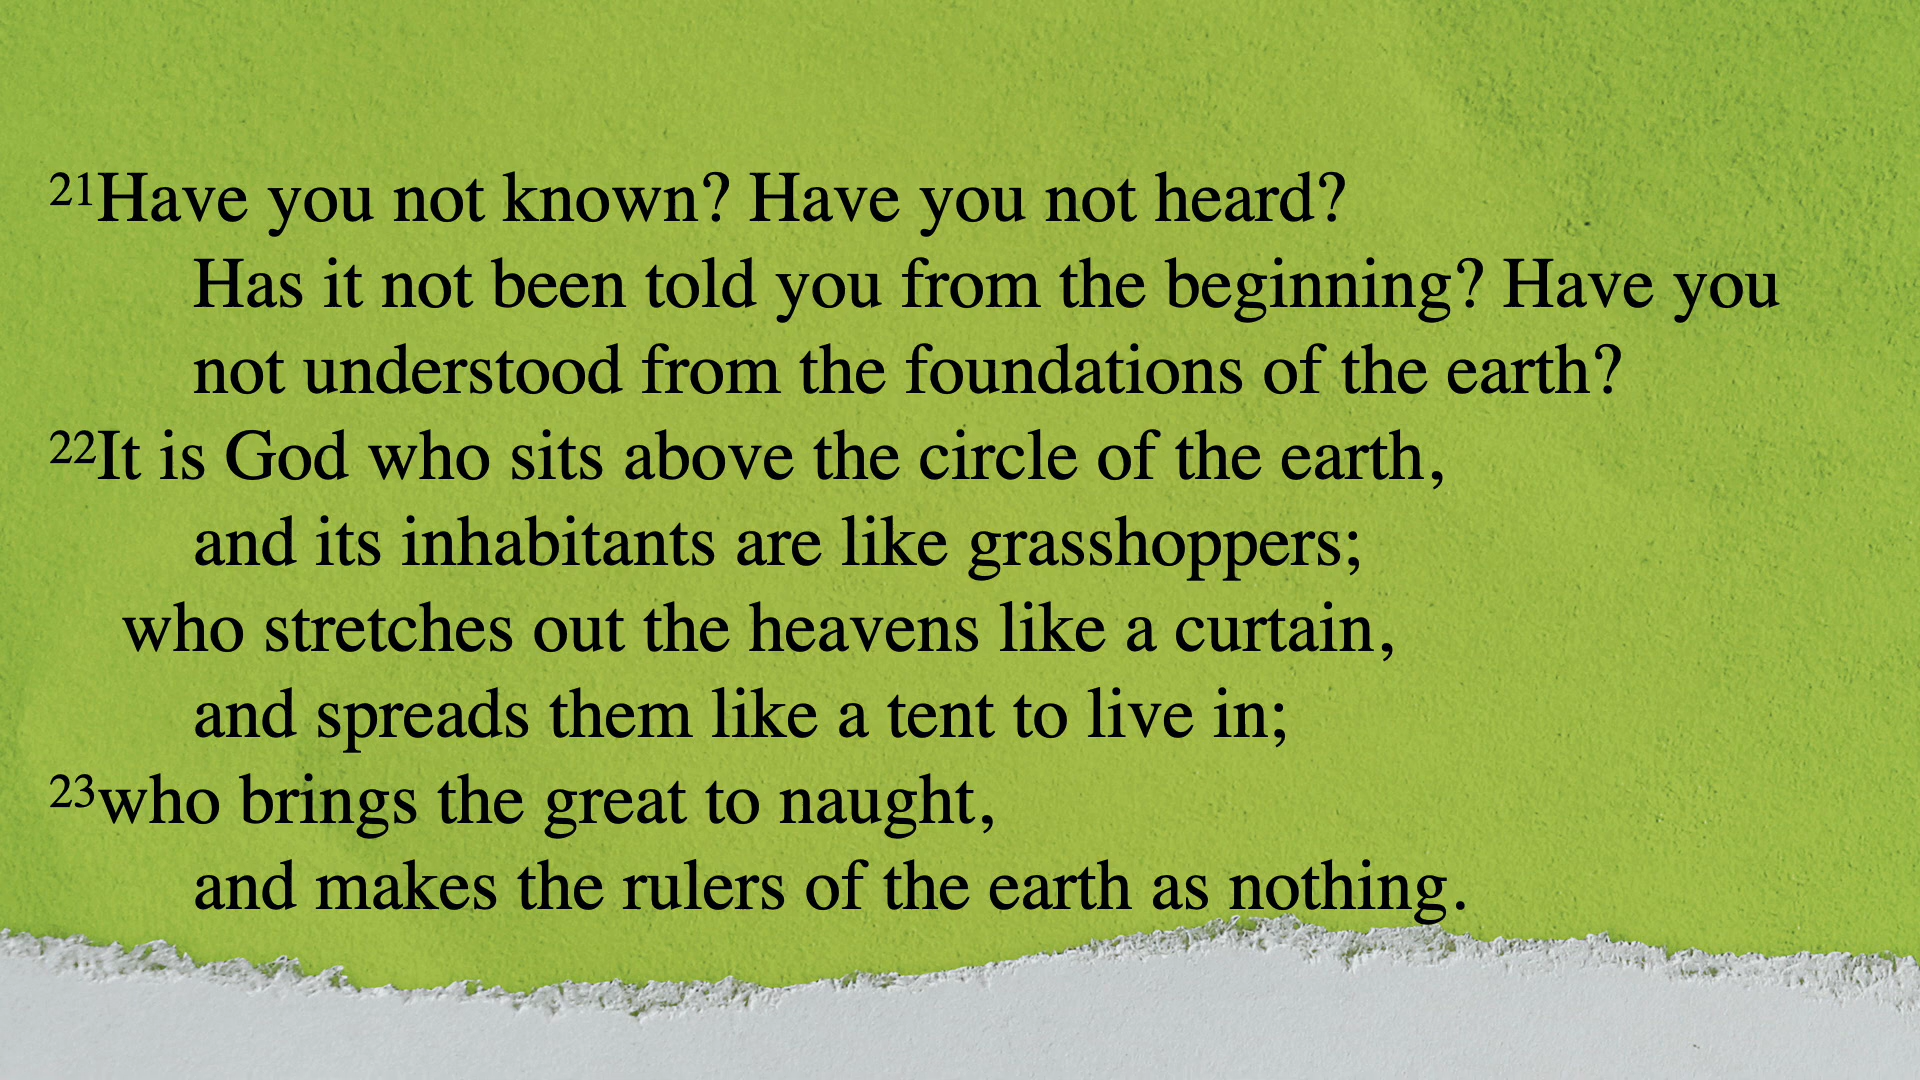 21Have you not known? Have you not heard?
Has it not been told you from the beginning? Have you
not understood from the foundations of the earth?
22It is God who sits above the circle of the earth,
and its inhabitants are like grasshoppers;
who stretches out the heavens like a curtain,
and spreads them like a tent to live in;
23who brings the great to naught,
and makes the rulers of the earth as nothing.